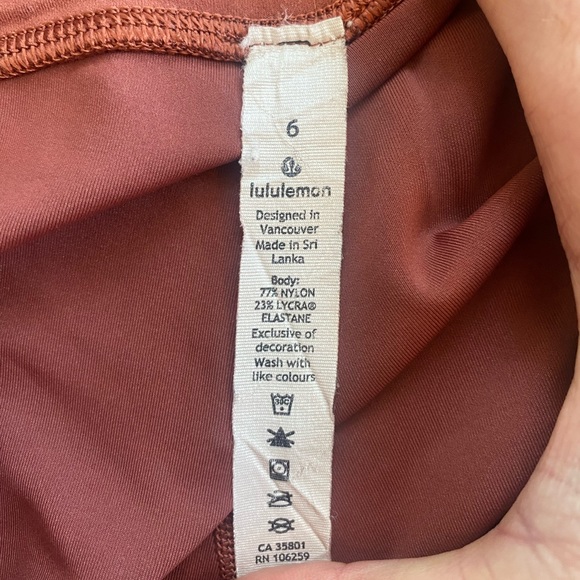 6
lululemon
Designed in
Vancouver
Made in Sri
Lanka
Body:
77% NYLON
23% LYCRA®
ELASTANE
Exclusive of
decoration
Wash with
like colours
30C
CA 35801
RN 106259